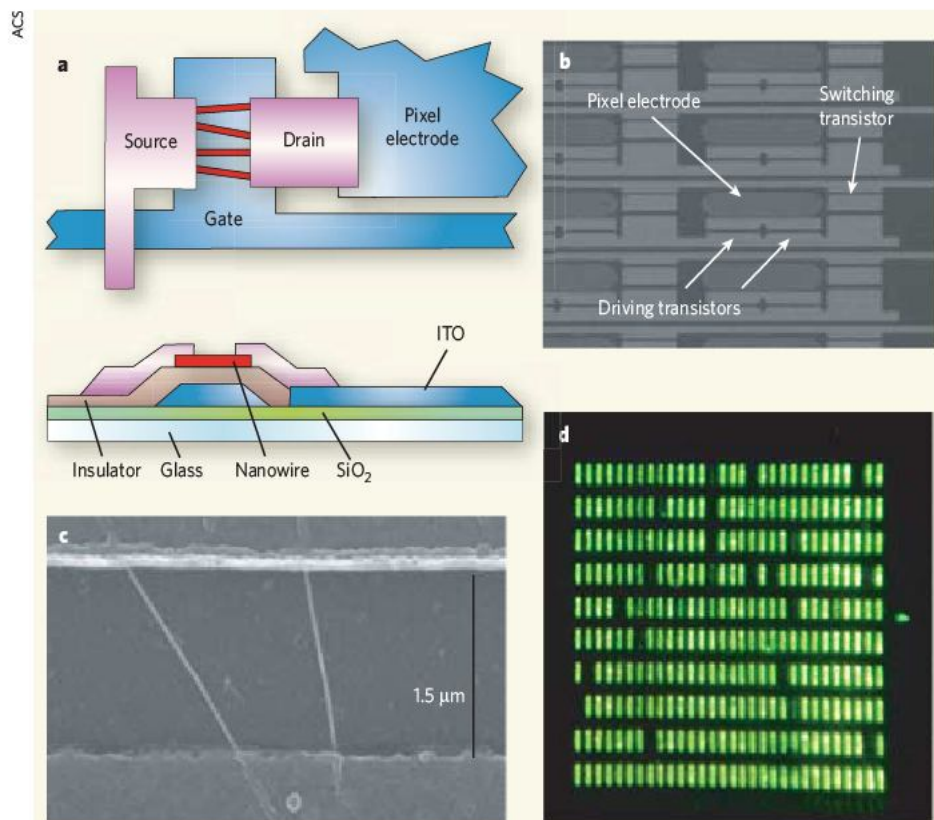 ACS
a
Source
Drain
Pixel
electrode
Gate
ITO
Insulator
Glass
Nanowire
SiO₂
b
Pixel electrode
Switching
transistor
Driving transistors
c
1.5 μm
d